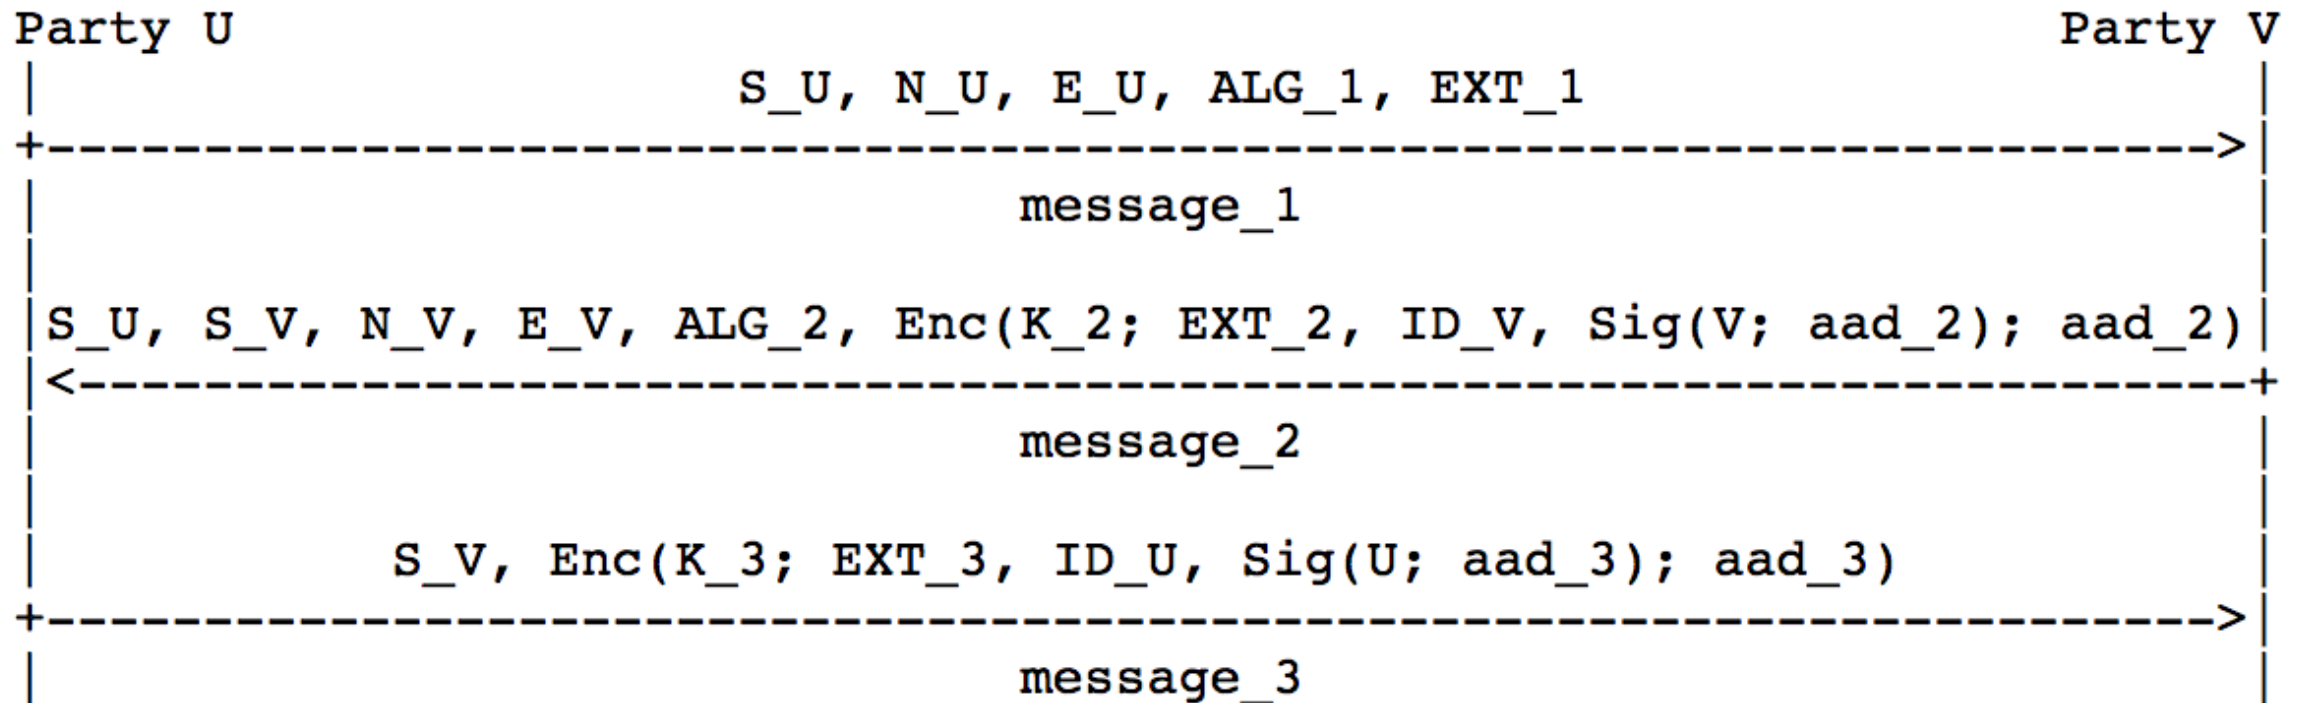 Party U Party V
| S_U, N_U, E_U, ALG_1, EXT_1 |
+---------------------------------------------------------------------->|
| message_1 |
| |
|S_U, S_V, N_V, E_V, ALG_2, Enc(K_2; EXT_2, ID_V, Sig(V; aad_2); aad_2)|
|<----------------------------------------------------------------------+
| message_2 |
| |
| S_V, Enc(K_3; EXT_3, ID_U, Sig(U; aad_3); aad_3) |
+---------------------------------------------------------------------->|
| message_3 |